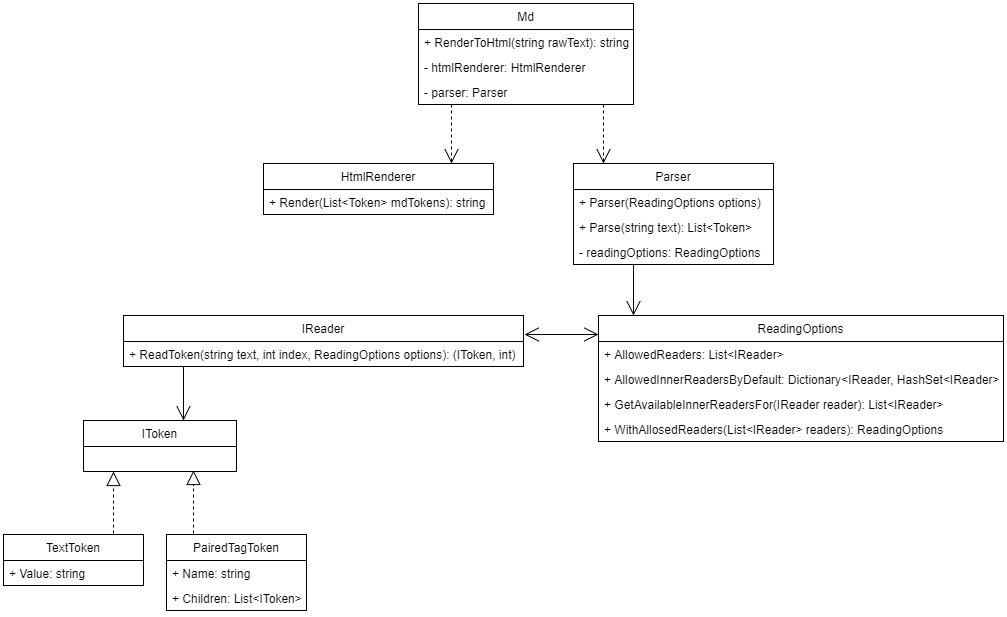 Md
+ RenderToHtml(string rawText): string
- htmlRenderer: HtmlRenderer
- parser: Parser
HtmlRenderer
+ Render(List<Token> mdTokens): string
Parser
+ Parser(ReadingOptions options)
+ Parse(string text): List<Token>
- readingOptions: ReadingOptions
IReader
+ ReadToken(string text, int index, ReadingOptions options): (IToken, int)
ReadingOptions
+ AllowedReaders: List<IReader>
+ AllowedInnerReadersByDefault: Dictionary<IReader, HashSet<IReader>
+ GetAvailableInnerReadersFor(IReader reader): List<IReader>
+ WithAllosedReaders(List<IReader> readers): ReadingOptions
IToken
TextToken
+ Value: string
PairedTagToken
+ Name: string
+ Children: List<IToken>